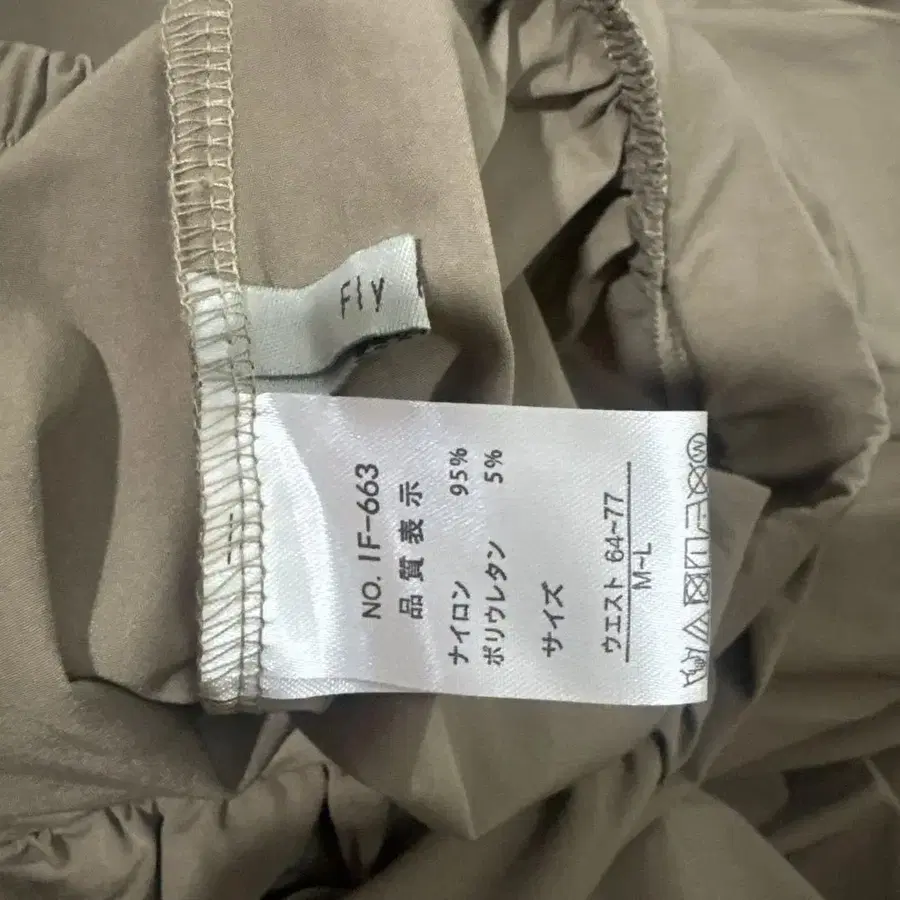 NO. IF-663
品質表示
ナイロン 95%
ポリウレタン 5%
サイズ
ウエスト 64~77
M~L